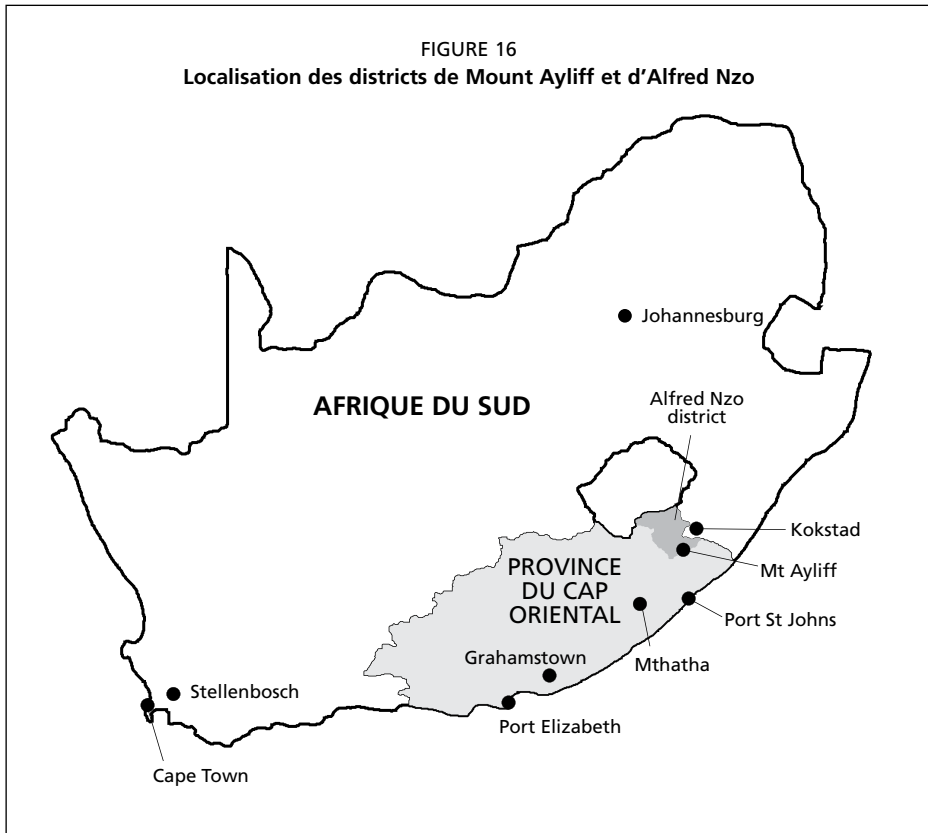 FIGURE 16
Localisation des districts de Mount Ayliff et d’Alfred Nzo
Johannesburg
AFRIQUE DU SUD
Alfred Nzo
district
Kokstad
Mt Ayliff
PROVINCE
DU CAP
ORIENTAL
Port St Johns
Mthatha
Grahamstown
Port Elizabeth
Stellenbosch
Cape Town